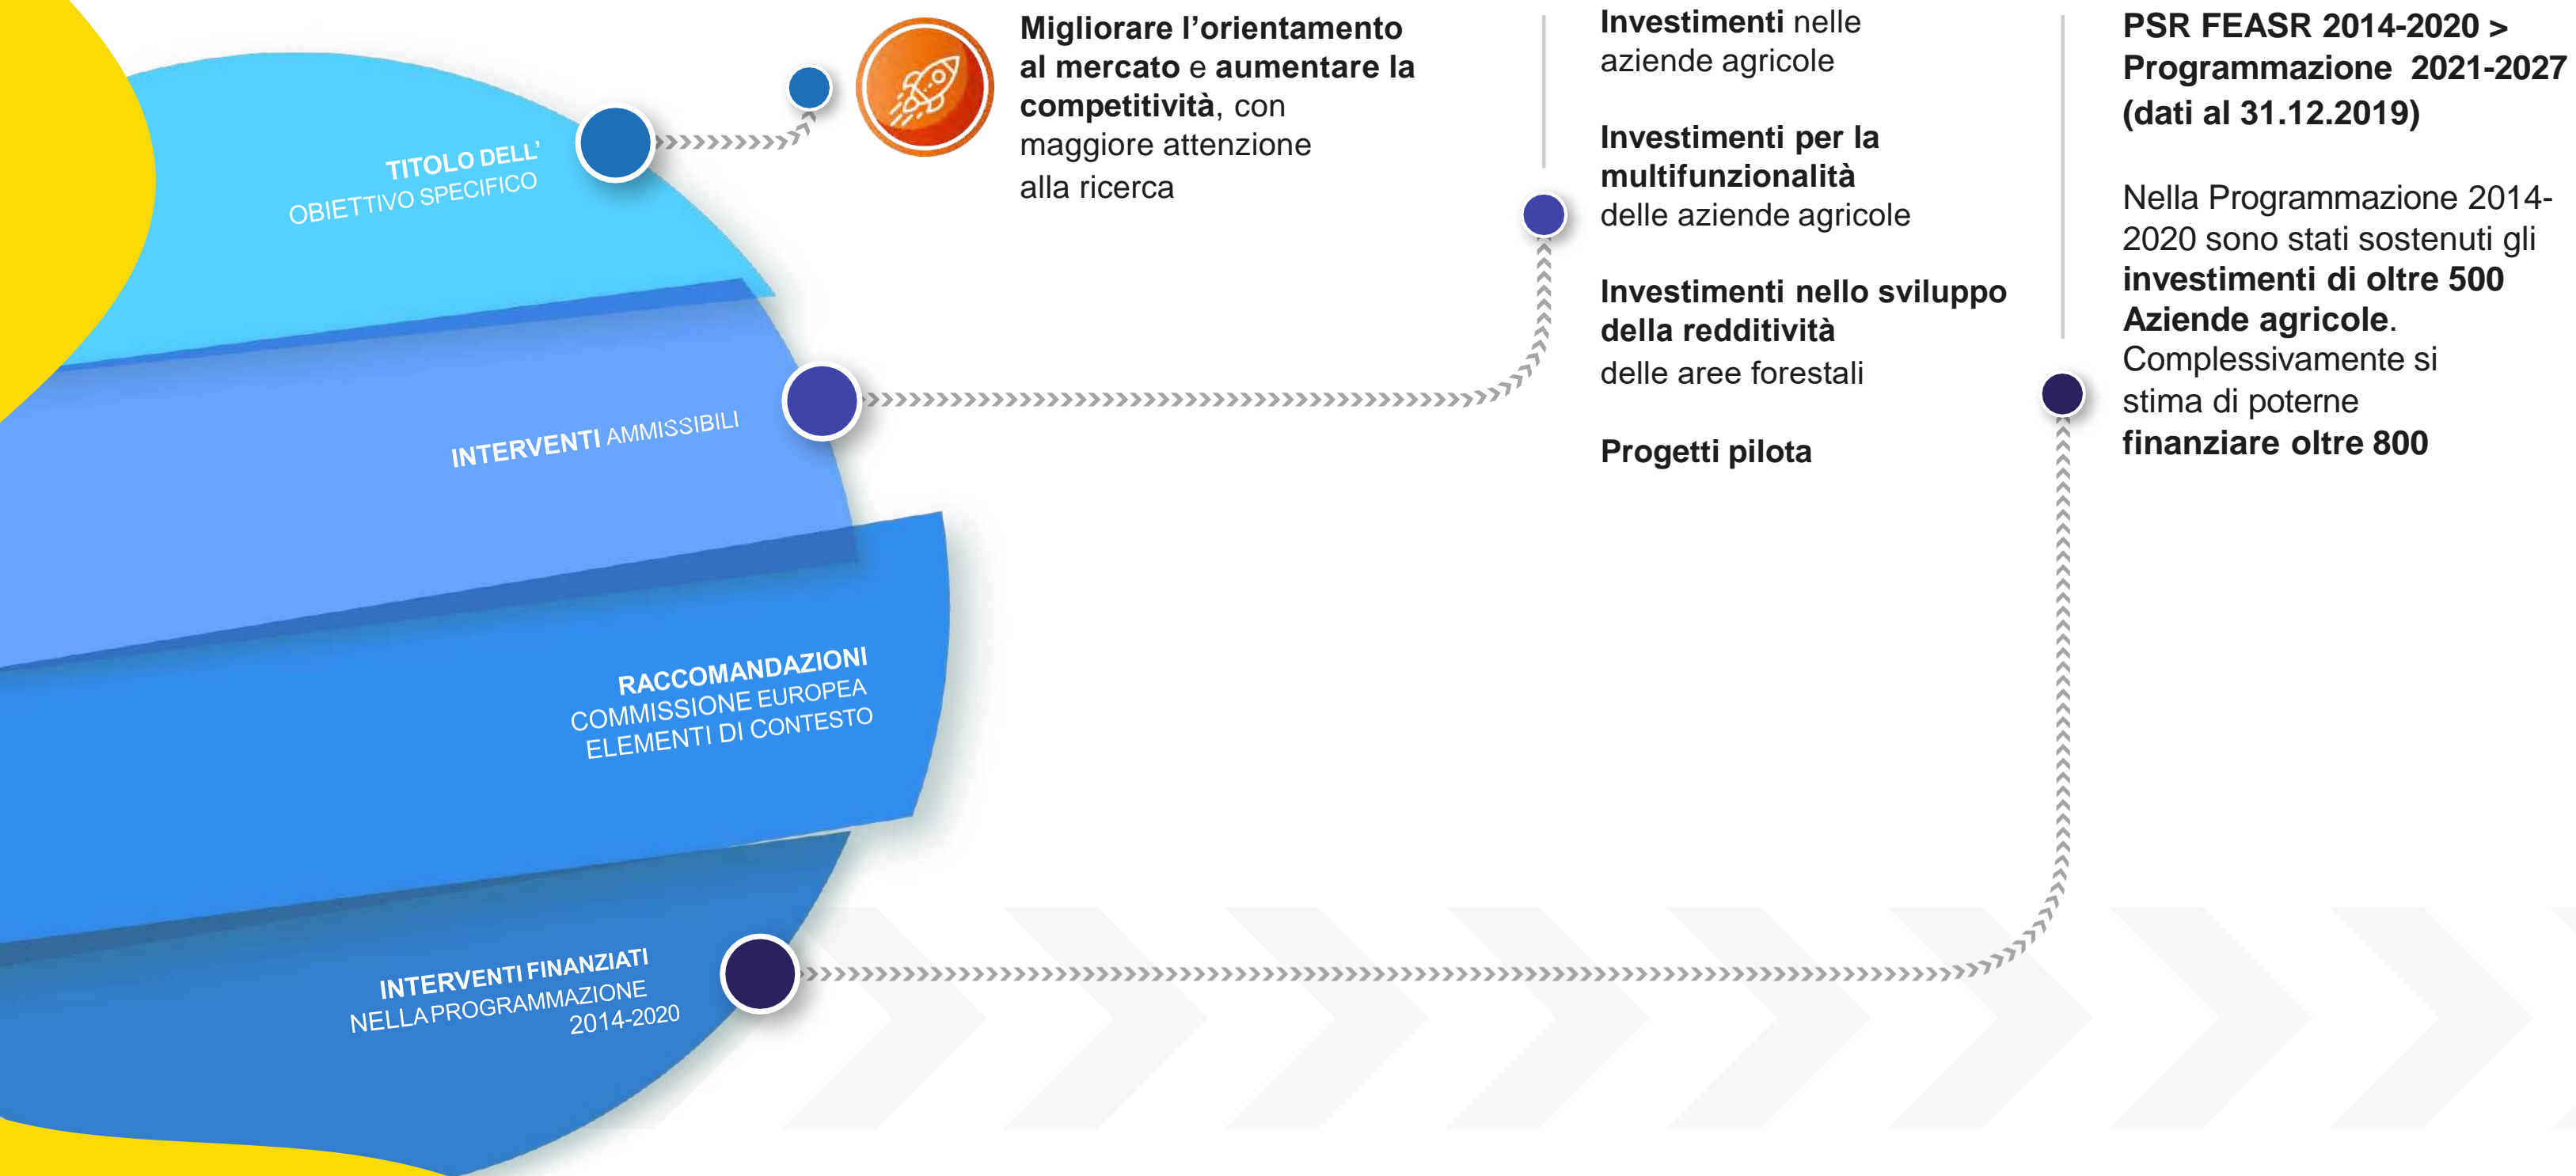 TITOLO DELL’
OBIETTIVO SPECIFICO
INTERVENTI AMMISSIBILI
RACCOMANDAZIONI
COMMISSIONE EUROPEA
ELEMENTI DI CONTESTO
INTERVENTI FINANZIATI
NELLA PROGRAMMAZIONE
2014-2020
Migliorare l’orientamento
al mercato e aumentare la
competitività, con
maggiore attenzione
alla ricerca
Investimenti nelle
aziende agricole
Investimenti per la
multifunzionalità
delle aziende agricole
Investimenti nello sviluppo
della redditività
delle aree forestali
Progetti pilota
PSR FEASR 2014-2020 >
Programmazione 2021-2027
(dati al 31.12.2019)
Nella Programmazione 2014-
2020 sono stati sostenuti gli
investimenti di oltre 500
Aziende agricole.
Complessivamente si
stima di poterne
finanziare oltre 800